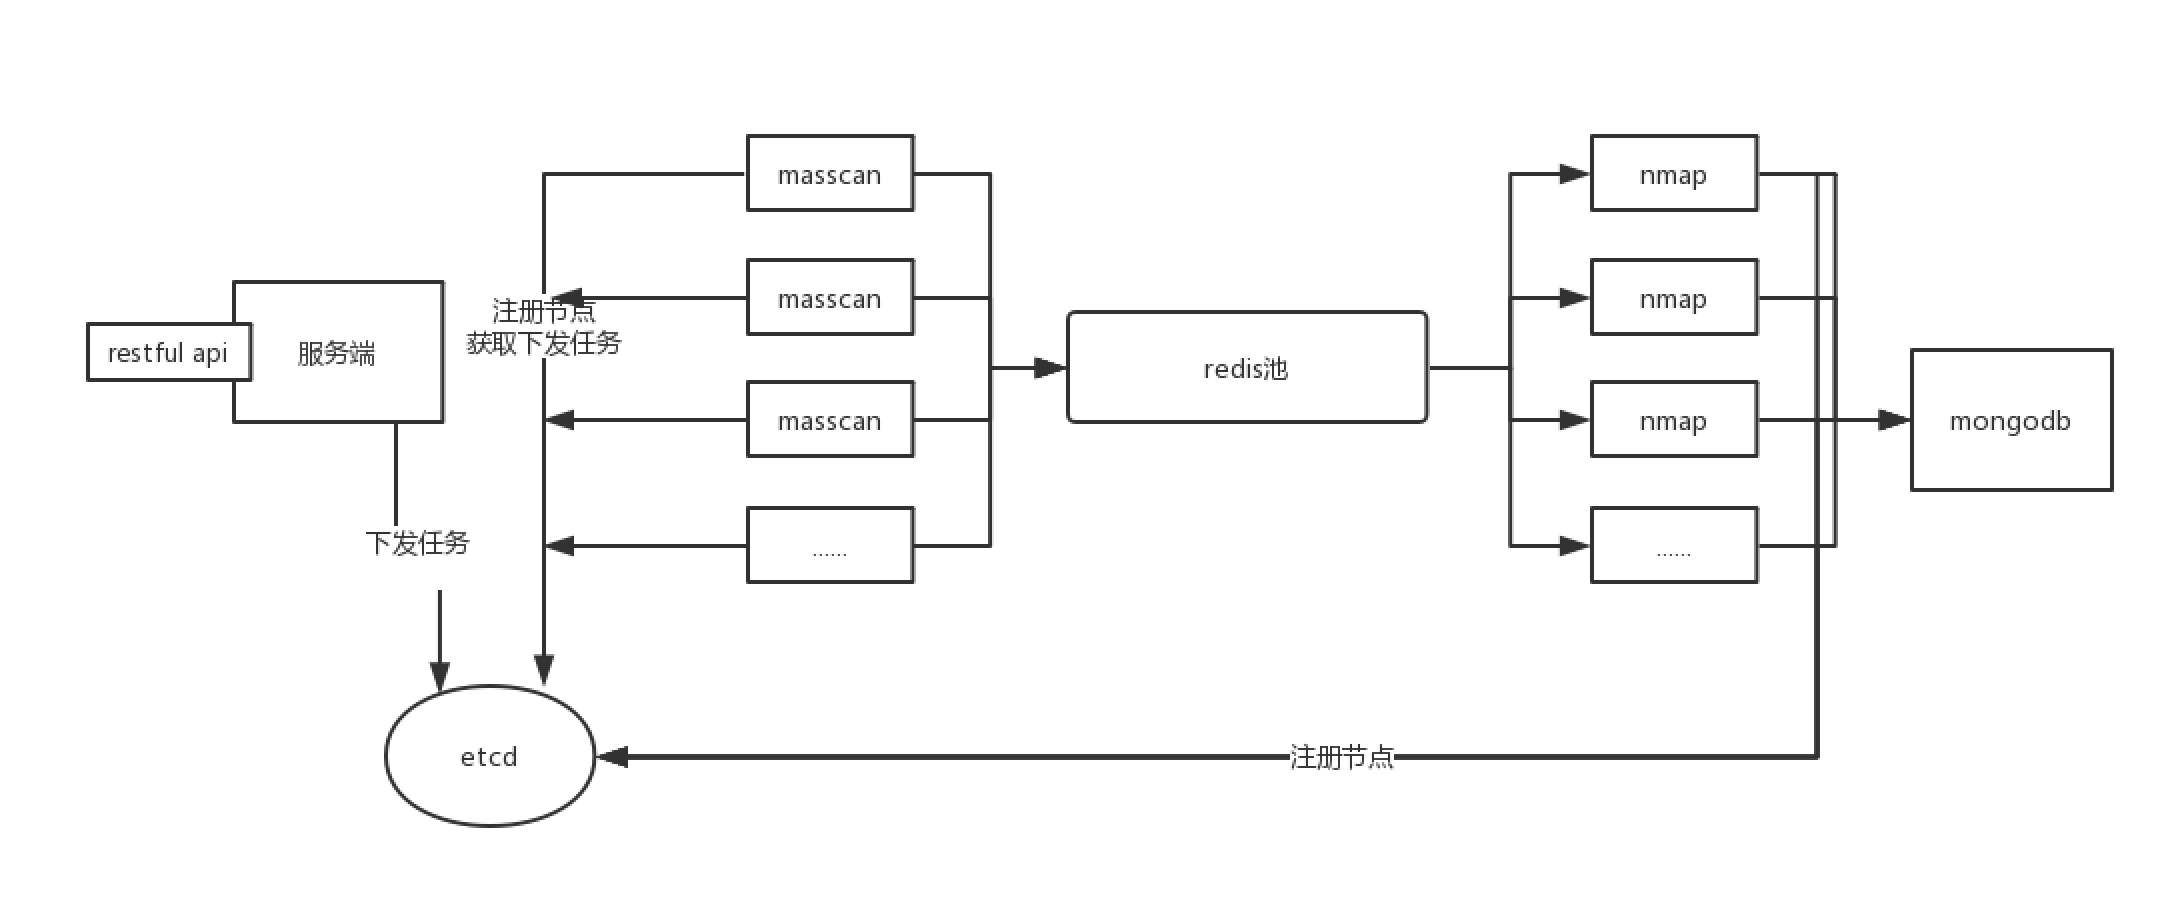 restful api
服务端
下发任务
注册节点
获取下发任务
masscan
masscan
masscan
......
redis池
nmap
nmap
nmap
......
mongodb
etcd
注册节点